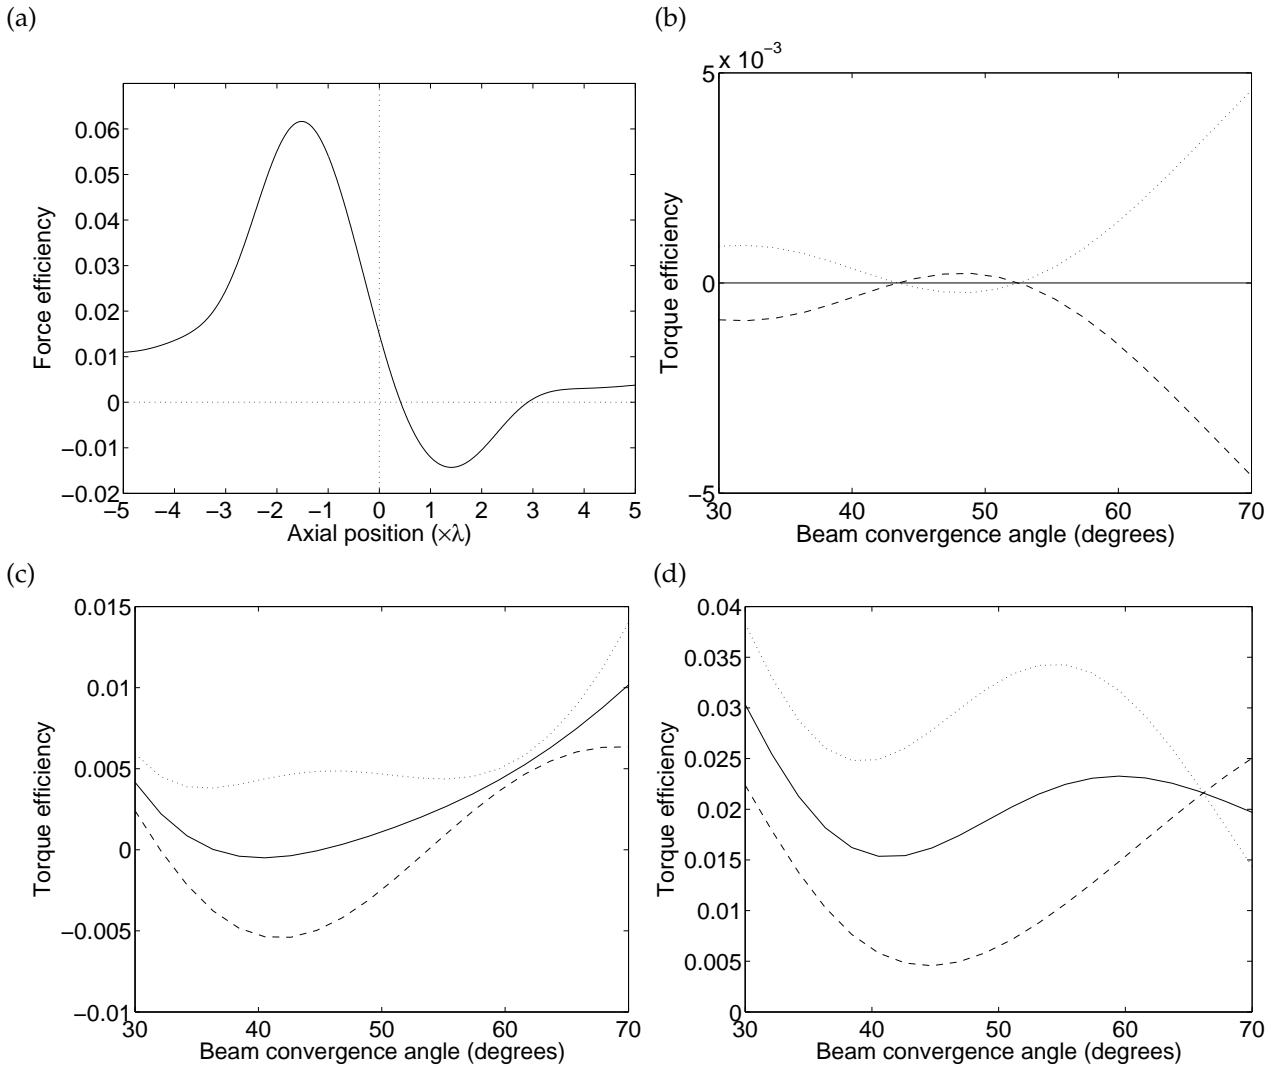 (a)
Force efficiency
0.06
0.05
0.04
0.03
0.02
0.01
0
−0.01
−0.02
−5 −4 −3 −2 −1 0 1 2 3 4 5
Axial position (×λ)
(b)
x 10−3
Torque efficiency
5
0
−5
30 40 50 60 70
Beam convergence angle (degrees)
(c)
Torque efficiency
0.015
0.01
0.005
0
−0.005
−0.01
30 40 50 60 70
Beam convergence angle (degrees)
(d)
Torque efficiency
0.04
0.035
0.03
0.025
0.02
0.015
0.01
0.005
0
30 40 50 60 70
Beam convergence angle (degrees)